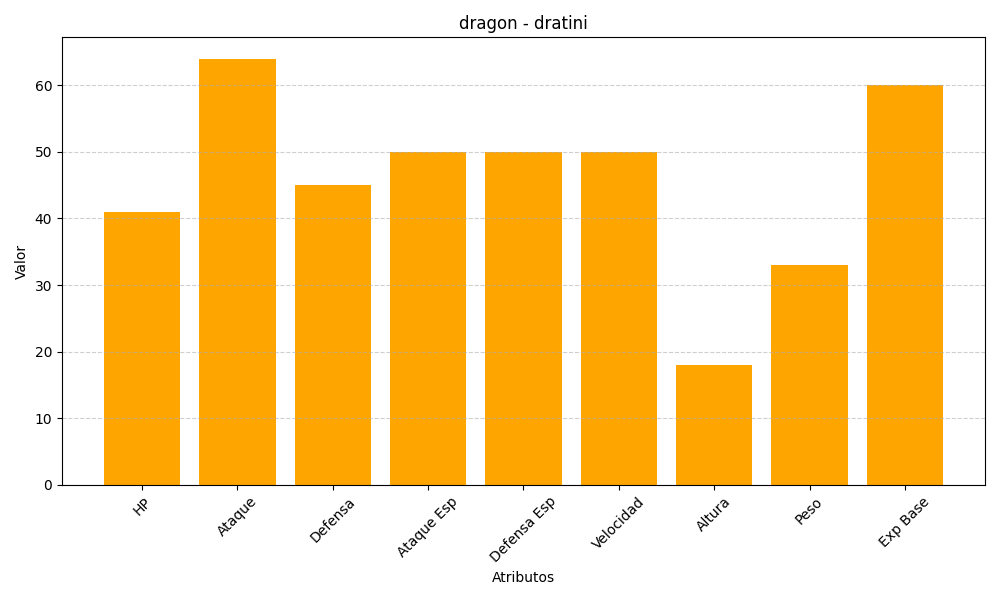 dragon - dratini
Valor
60
50
40
30
20
10
0
HP
Ataque
Defensa
Ataque Esp
Defensa Esp
Velocidad
Altura
Peso
Exp Base
Atributos